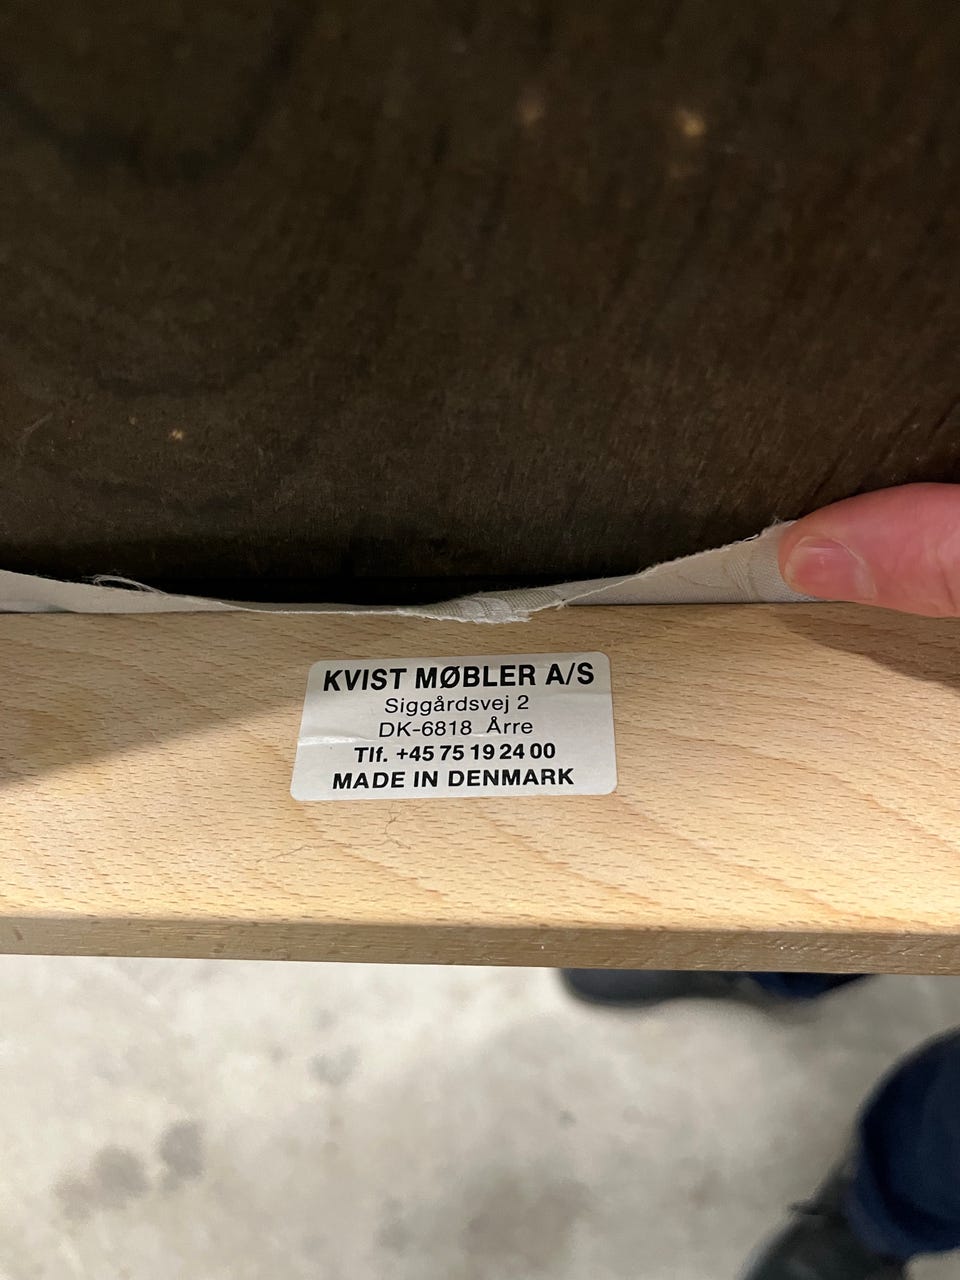 KVIST MØBLER A/S
Siggårdsvej 2
DK-6818 Årre
Tlf. +45 75 19 24 00
MADE IN DENMARK